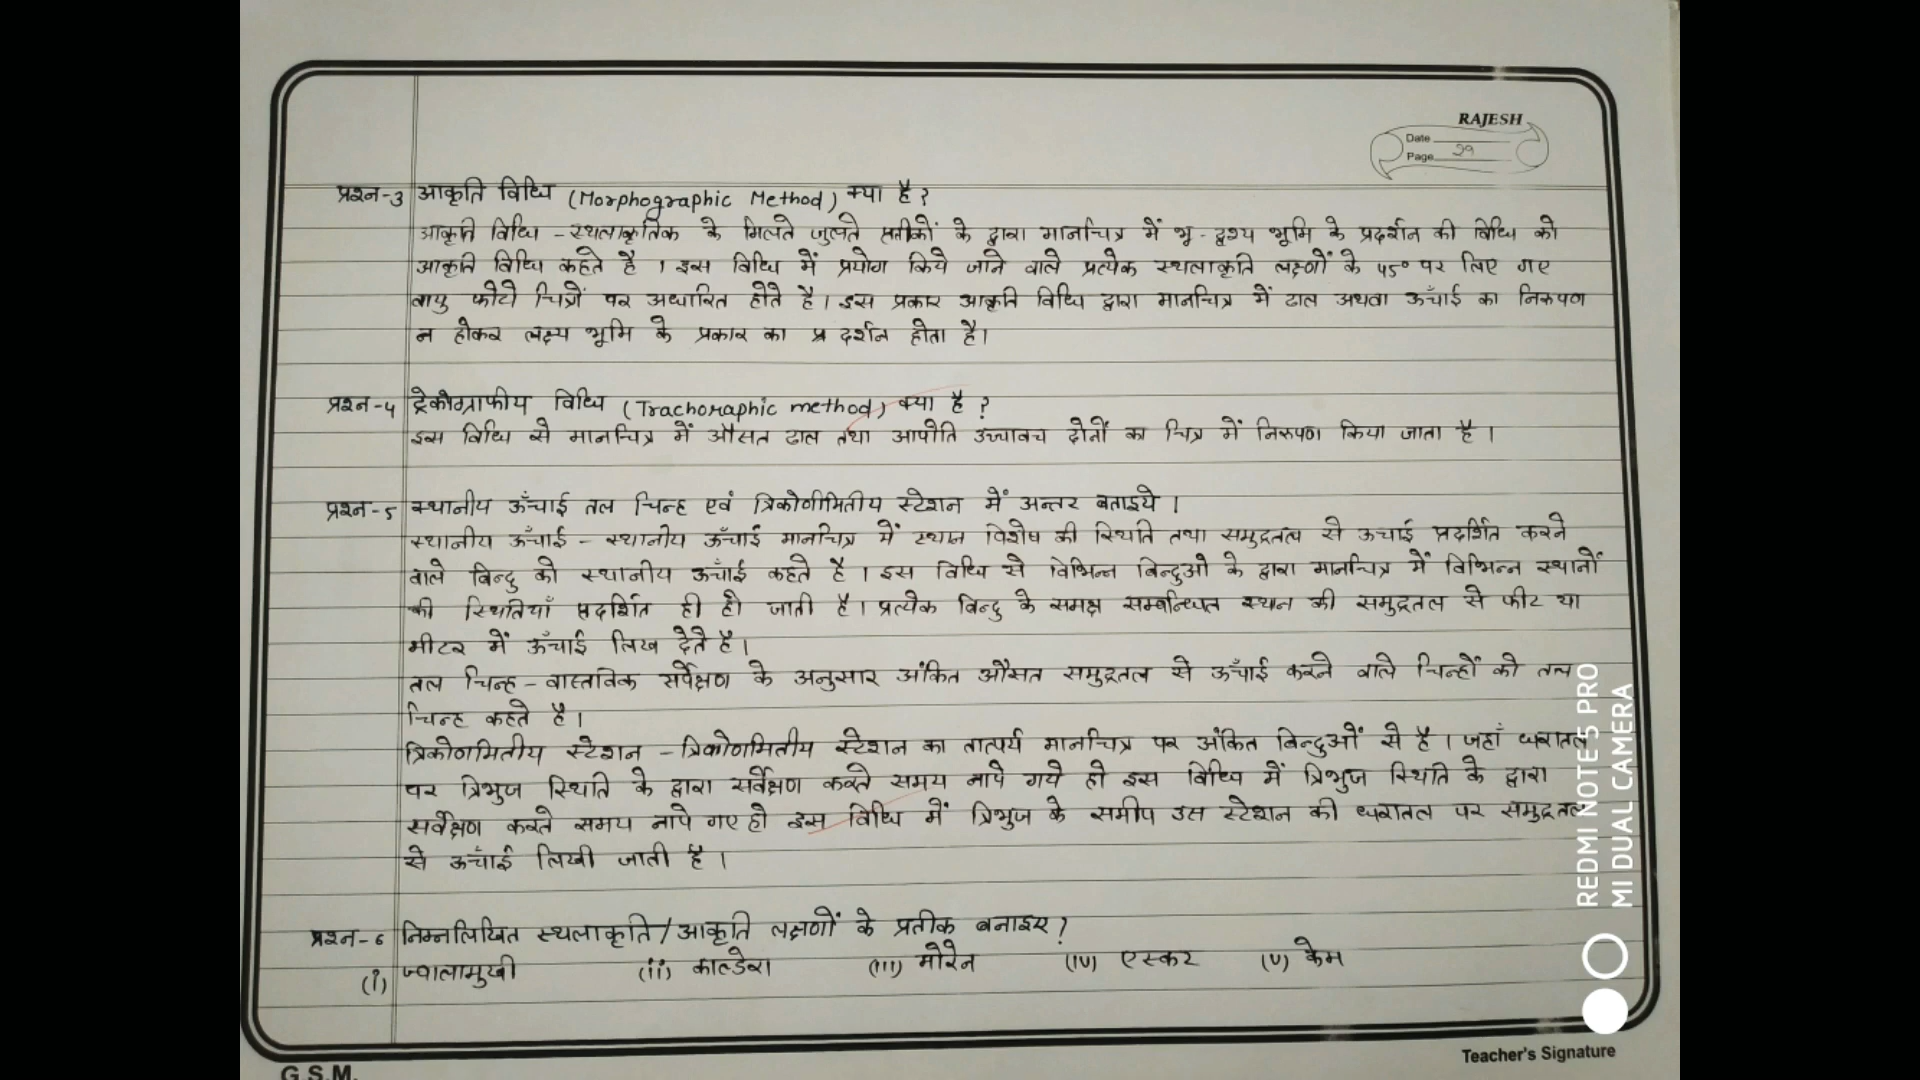 RAJESH
Date
Page 29
प्रश्न-3 आकृति विधि (Morphographic Method) क्या है?
आकृति विधि - स्थलाकृतिक के मिलते जुलते प्रतीकों के द्वारा मानचित्र में भू-दृश्य भूमि के प्रदर्शन की विधि को
आकृति विधि कहते है । इस विधि में प्रयोग किये जाने वाले प्रत्येक स्थलाकृति लक्ष्णों के 45° पर लिए गए
वायु फोटो चित्रों पर अधारित होते है। इस प्रकार आकृति विधि द्वारा मानचित्र में ढाल अथवा ऊँचाई का निरूपण
न होकर लक्ष्य भूमि के प्रकार का प्र दर्शन होता है।
प्रश्न-4 ट्रेकोग्राफीय विधि (Trachoraphic method) क्या है ?
इस विधि से मानचित्र में औसत ढाल तथा आपोति उच्चावच दोनों का चित्र में निरूपण किया जाता है ।
प्रश्न-5 स्थानीय ऊँचाई तल चिन्ह एवं त्रिकोणीमितीय स्टेशन में अन्तर बताइये ।
स्थानीय ऊँचाई - स्थानीय ऊँचाई मानचित्र में स्थान विशेष की स्थिति तथा समुद्रतल से ऊचाई प्रदर्शित करने
वाले बिन्दु को स्थानीय ऊँचाई कहते है । इस विधि से विभिन्न बिन्दुओ के द्वारा मानचित्र में विभिन्न स्थानों
की स्थितियाँ प्रदर्शित ही हो जाती है। प्रत्येक बिन्दु के समक्ष सम्बन्धित स्थान की समुद्रतल से फीट या
मीटर में ऊँचाई लिख देते है।
तल चिन्ह - वास्तविक सर्वेक्षण के अनुसार अंकित औसत समुद्रतल से ऊँचाई करने वाले चिन्हों को तल
चिन्ह कहते है।
त्रिकोणमितीय स्टेशन - त्रिकोणमितीय स्टेशन का तात्पर्य मानचित्र पर अंकित बिन्दुओं से है । जहाँ धरातल
पर त्रिभुज स्थिति के द्वारा सर्वेक्षण करते समय नापे गये हो इस विधि में त्रिभुज स्थिति के द्वारा
सर्वेक्षण करते समय नापे गए हो इस विधि में त्रिभुज के समीप उस स्टेशन की धरातल पर समुद्रतल
से ऊँचाई लिखी जाती है ।
प्रश्न-6 निम्नलिखित स्थलाकृति/आकृति लक्षणों के प्रतीक बनाइए?
(i) ज्वालामुखी (ii) काल्डेरा (iii) मोरेन (iv) एस्कर (v) केम
Teacher's Signature
G.S.M.
REDMI NOTE 5 PRO
MI DUAL CAMERA